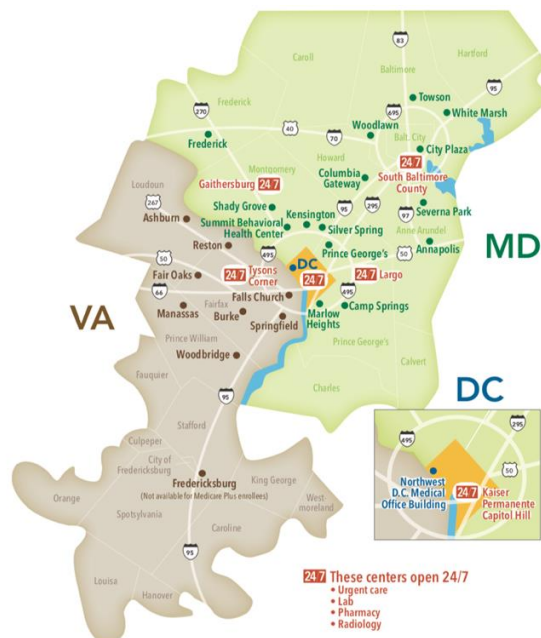 83
Caroll
Baltimore
Hartford
95
Frederick
270
695
Towson
White Marsh
40
70
Woodlawn
Frederick
Balt. City
City Plaza
Howard
24 7
South Baltimore
County
Montgomery
Gaithersburg 24 7
Columbia
Gateway
Loudoun
267
Ashburn
Shady Grove
95
295
97
Severna Park
Kensington
Summit Behavioral
Health Center
Silver Spring
Anne Arundel
Reston
495
Prince George's
50
Annapolis
MD
50
DC
Fair Oaks
24 7 Tysons
Corner
24 7
24 7 Largo
66
Falls Church
495
Fairfax
VA
Manassas
Burke
Springfield
Marlow
Heights
Camp Springs
Prince William
Prince George's
Woodbridge
Calvert
Fauquier
DC
95
Charles
Stafford
Culpeper
City of
Fredericksburg
Fredericksburg
(Not available for Medicare Plus enrollees)
King George
Orange
West-
moreland
Spotsylvania
Caroline
95
Louisa
Hanover
295
495
50
Northwest
D.C. Medical
Office Building
24 7 Kaiser
Permanente
Capitol Hill
24 7 These centers open 24/7
• Urgent care
• Lab
• Pharmacy
• Radiology